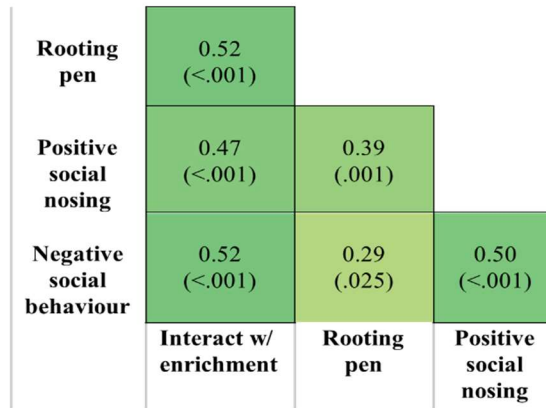 Rooting
pen
0.52
(<.001)
Positive
social
nosing
0.47
(<.001)
0.39
(.001)
Negative
social
behaviour
0.52
(<.001)
0.29
(.025)
0.50
(<.001)
Interact w/
enrichment
Rooting
pen
Positive
social
nosing